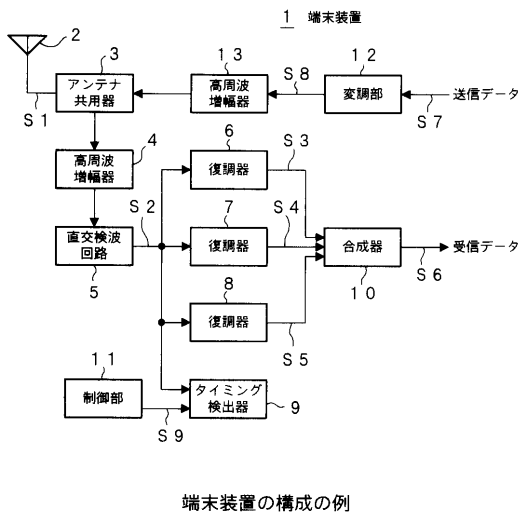 1 端末装置
2
3
13
12
アンテナ
共用器
高周波
増幅器
S8
変調部
送信データ
S1
S7
4
高周波
増幅器
6
復調器
S3
S2
直交検波
回路
5
7
復調器
S4
合成器
10
受信データ
S6
8
復調器
S5
11
制御部
タイミング
検出器
9
S9
端末装置の構成の例